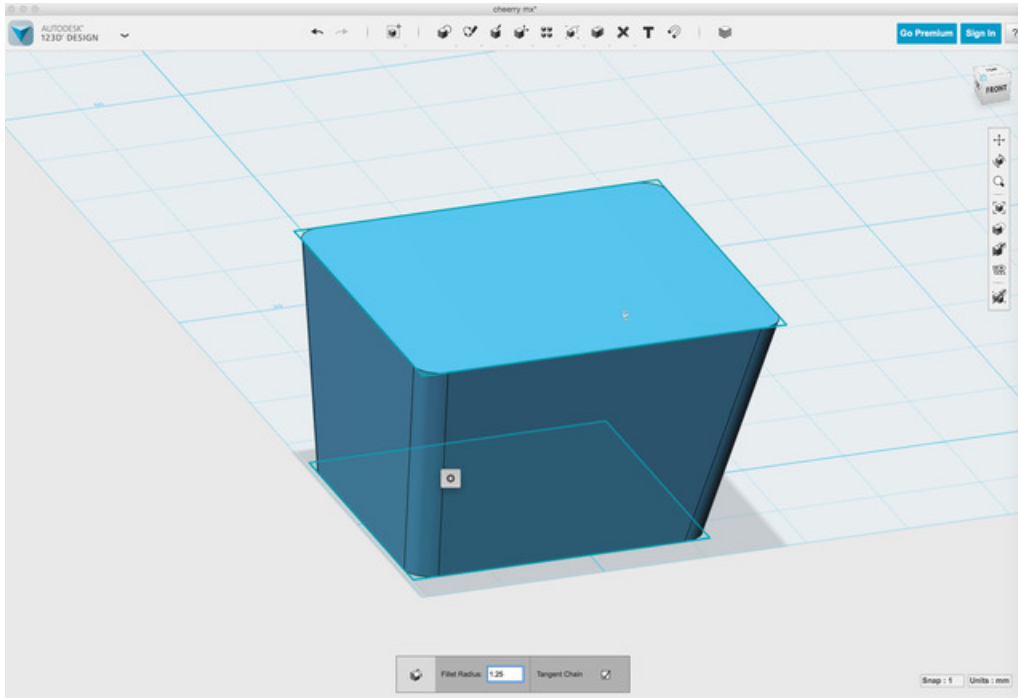 cheerry mx*
AUTODESK®
123D® DESIGN
Go Premium
Sign In
?
FRONT
Fillet Radius:
1.25
Tangent Chain
Snap : 1
Units : mm